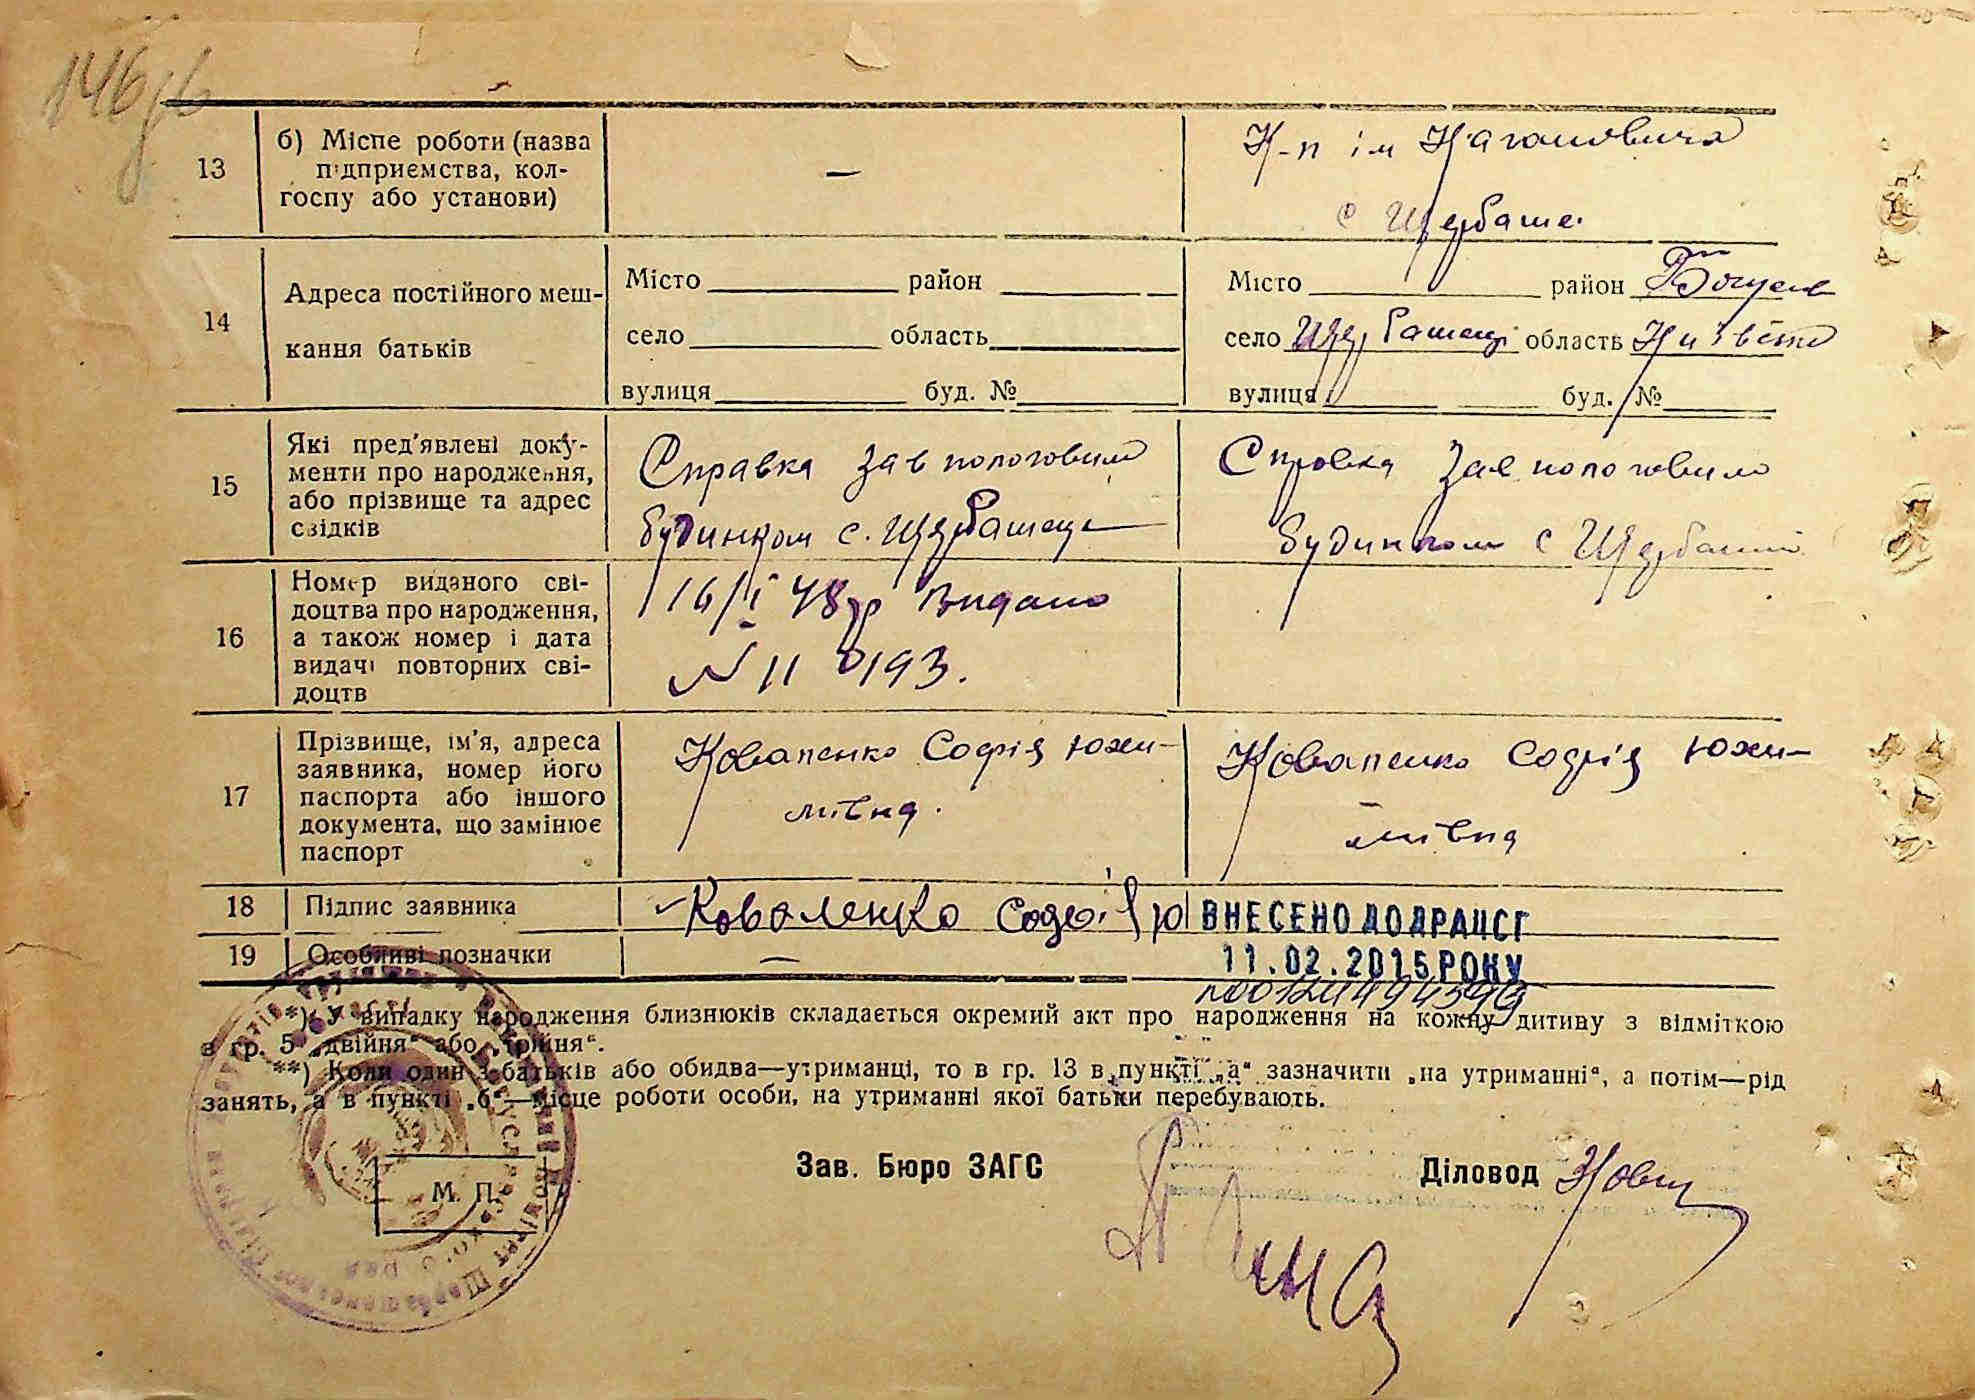 146
13
б) Місце роботи (назва
підприємства, кол-
госпу або установи)
—
К-п ім Кагановича
с Щербаше
14
Адреса постійного меш-
кання батьків
Місто район
село область
вулиця буд. №
Місто район Богусл
село Щербашенці область Київська
вулиця буд. №
15
Які пред'явлені доку-
менти про народження,
або прізвище та адрес
свідків
Справка Зав пологовим
будинком с. Щербашенце
Справка Зав пологовим
будинком с Щербашен
16
Номер виданого сві-
доцтва про народження,
а також номер і дата
видачі повторних сві-
доцтв
16/I 48 р Видано
N 11 0193.
17
Прізвище, ім'я, адреса
заявника, номер його
паспорта або іншого
документа, що замінює
паспорт
Коваленко Софія Юхи-
мівна.
Коваленко Софія Юхи-
мівна
18
Підпис заявника
Коваленко Софія Ю
ВНЕСЕНО ДО ДРАЦСГ
19
Особливі позначки
—
11.02.2015 РОКУ
*) У випадку народження близнюків складається окремий акт про народження на кожну дитину з відміткою
в гр. 5 „двійня“ або „трійня“.
**) Коли один з батьків або обидва—утриманці, то в гр. 13 в пункті „а“ зазначити „на утриманні“, а потім—рід
занять, а в пункті „б“—місце роботи особи, на утриманні якої батьки перебувають.
Зав. Бюро ЗАГС
Діловод
М. П.